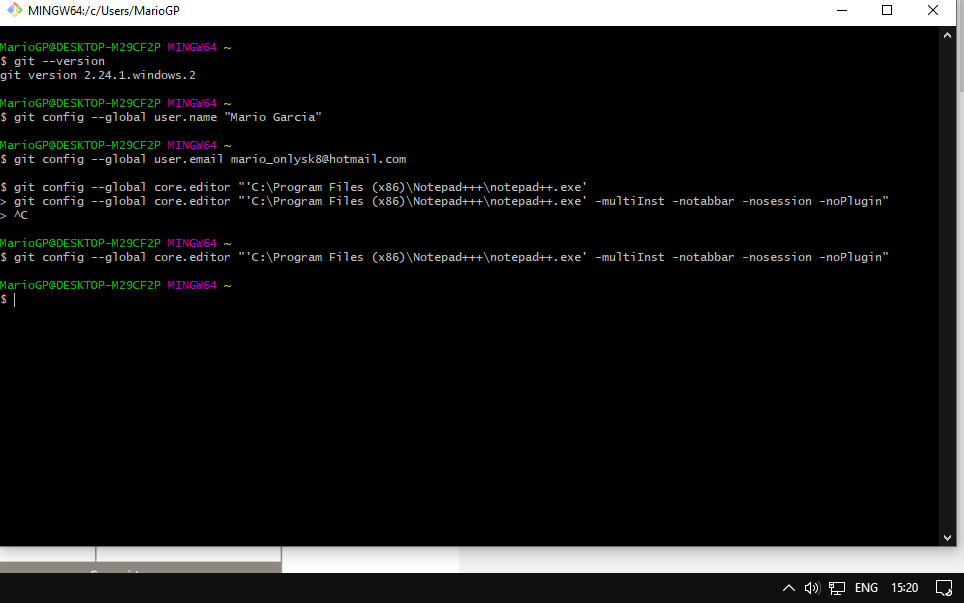 MINGW64:/c/Users/MarioGP
MarioGP@DESKTOP-M29CF2P MINGW64 ~
$ git --version
git version 2.24.1.windows.2
MarioGP@DESKTOP-M29CF2P MINGW64 ~
$ git config --global user.name "Mario Garcia"
MarioGP@DESKTOP-M29CF2P MINGW64 ~
$ git config --global user.email mario_onlysk8@hotmail.com
$ git config --global core.editor "'C:\Program Files (x86)\Notepad+++\notepad++.exe'
> git config --global core.editor "'C:\Program Files (x86)\Notepad+++\notepad++.exe' -multiInst -notabbar -nosession -noPlugin"
> ^C
MarioGP@DESKTOP-M29CF2P MINGW64 ~
$ git config --global core.editor "'C:\Program Files (x86)\Notepad+++\notepad++.exe' -multiInst -notabbar -nosession -noPlugin"
MarioGP@DESKTOP-M29CF2P MINGW64 ~
$
ENG 15:20